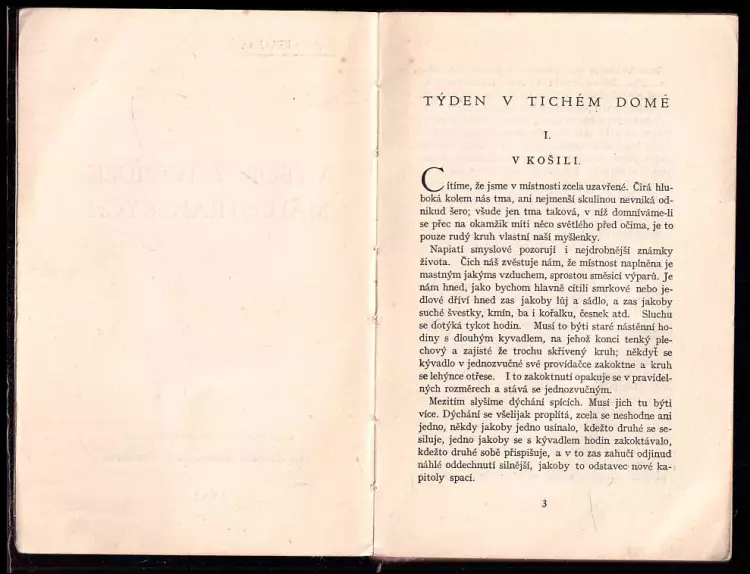 TÝDEN V TICHÉM DOMĚ
I.
V KOŠILI.
Cítíme, že jsme v místnosti zcela uzavřené. Čirá hlu-
boká kolem nás tma, ani nejmenší skulinou nevniká od-
nikud šero; všude jen tma taková, v níž domníváme-li
se přec na okamžik míti něco světlého před očima, je to
pouze rudý kruh vlastní naší myšlenky.
Napiatí smyslové pozorují i nejdrobnější známky
života. Čich náš zvěstuje nám, že místnost naplněna je
mastným jakýms vzduchem, sprostou směsicí výparů. Je
nám hned, jako bychom hlavně cítili smrkové nebo je-
dlové dříví hned zas jakoby lůj a sádlo, a zas jakoby
suché švestky, kmín, ba i kořalku, česnek atd. Sluchu
se dotýká tykot hodin. Musí to býti staré nástěnní ho-
diny s dlouhým kyvadlem, na jehož konci tenký ple-
chový a zajisté že trochu skřivený kruh; někdyť se
kývadlo v jednozvučné své provídačce zakoktne a kruh
se lehýnce otřese. I to zakoktnutí opakuje se v pravidel-
ných rozměrech a stává se jednozvučným.
Mezitím slyšíme dýchání spících. Musí jich tu býti
více. Dýchání se všelijak proplítá, zcela se neshodne ani
jedno, někdy jakoby jedno usínalo, kdežto druhé se se-
siluje, jedno jakoby se s kývadlem hodin zakoktávalo,
kdežto druhé sobě přispišuje, a v to zas zahučí odjinud
náhlé oddechnutí silnější, jakoby to odstavec nové ka-
pitoly spací.
3